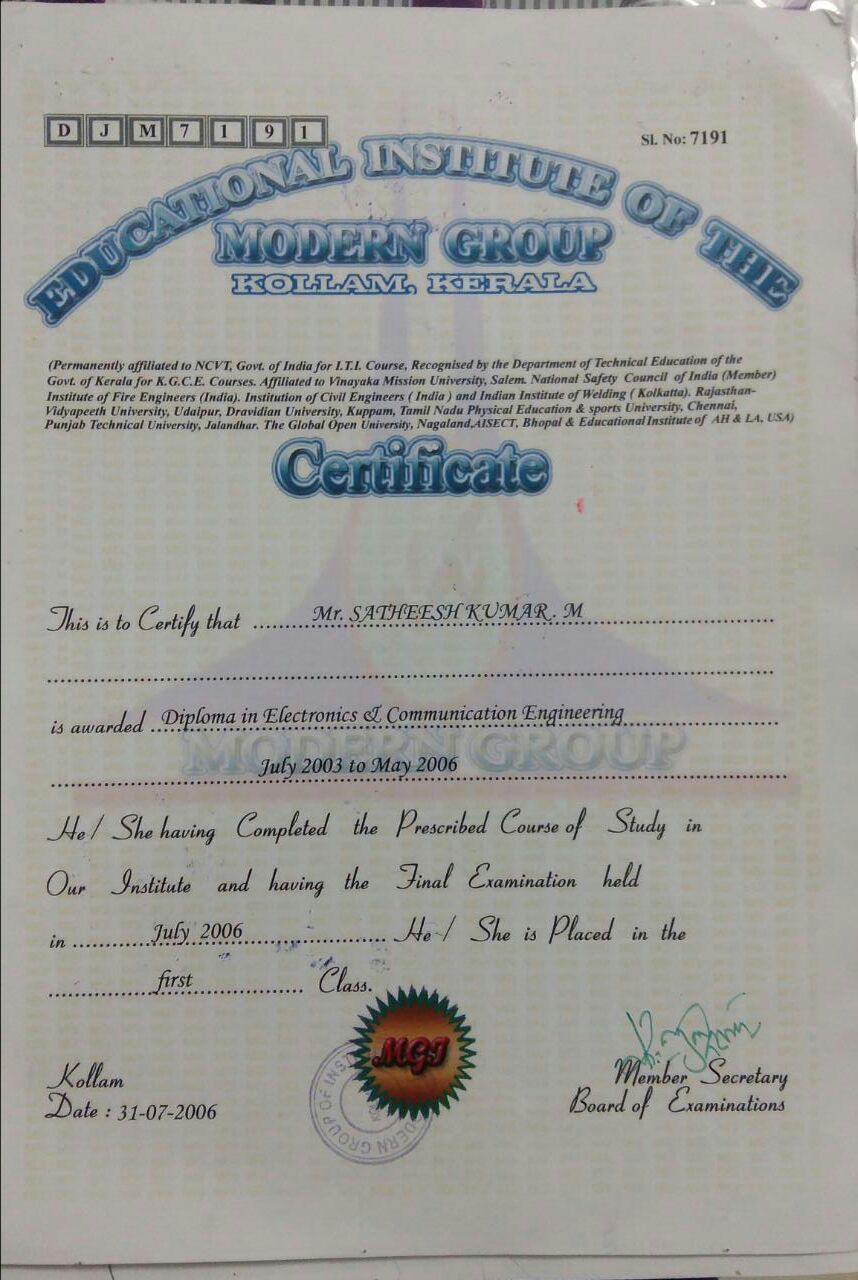 D J M 7 1 9 1
Sl. No: 7191
EDUCATIONAL INSTITUTE OF THE
MODERN GROUP
KOLLAM, KERALA
(Permanently affiliated to NCVT, Govt. of India for I.T.I. Course, Recognised by the Department of Technical Education of the
Govt. of Kerala for K.G.C.E. Courses. Affiliated to Vinayaka Mission University, Salem. National Safety Council of India (Member)
Institute of Fire Engineers (India). Institution of Civil Engineers ( India ) and Indian Institute of Welding ( Kolkatta). Rajasthan-
Vidyapeeth University, Udaipur, Dravidian University, Kuppam, Tamil Nadu Physical Education & sports University, Chennai,
Punjab Technical University, Jalandhar. The Global Open University, Nagaland,AISECT, Bhopal & Educational Institute of AH & LA, USA)
Certificate
This is to Certify that Mr. SATHEESH KUMAR. M
is awarded Diploma in Electronics & Communication Engineering
MODERN GROUP
July 2003 to May 2006
He / She having Completed the Prescribed Course of Study in
Our Institute and having the Final Examination held
in July 2006 He / She is Placed in the
first Class.
MGI
Kollam
Date : 31-07-2006
Member Secretary
Board of Examinations